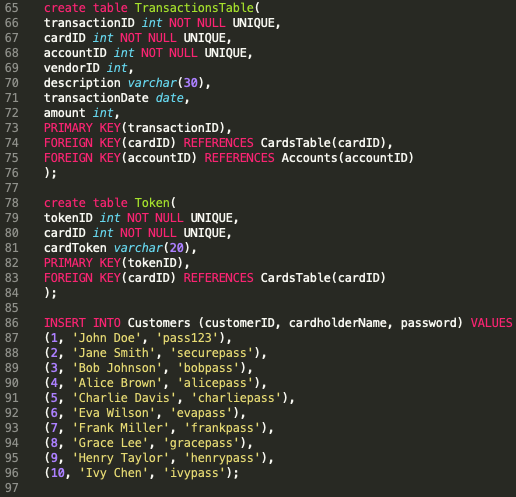 65 create table TransactionsTable(
66 transactionID int NOT NULL UNIQUE,
67 cardID int NOT NULL UNIQUE,
68 accountID int NOT NULL UNIQUE,
69 vendorID int,
70 description varchar(30),
71 transactionDate date,
72 amount int,
73 PRIMARY KEY(transactionID),
74 FOREIGN KEY(cardID) REFERENCES CardsTable(cardID),
75 FOREIGN KEY(accountID) REFERENCES Accounts(accountID)
76 );
77
78 create table Token(
79 tokenID int NOT NULL UNIQUE,
80 cardID int NOT NULL UNIQUE,
81 cardToken varchar(20),
82 PRIMARY KEY(tokenID),
83 FOREIGN KEY(cardID) REFERENCES CardsTable(cardID)
84 );
85
86 INSERT INTO Customers (customerID, cardholderName, password) VALUES
87 (1, 'John Doe', 'pass123'),
88 (2, 'Jane Smith', 'securepass'),
89 (3, 'Bob Johnson', 'bobpass'),
90 (4, 'Alice Brown', 'alicepass'),
91 (5, 'Charlie Davis', 'charliepass'),
92 (6, 'Eva Wilson', 'evapass'),
93 (7, 'Frank Miller', 'frankpass'),
94 (8, 'Grace Lee', 'gracepass'),
95 (9, 'Henry Taylor', 'henrypass'),
96 (10, 'Ivy Chen', 'ivypass');
97